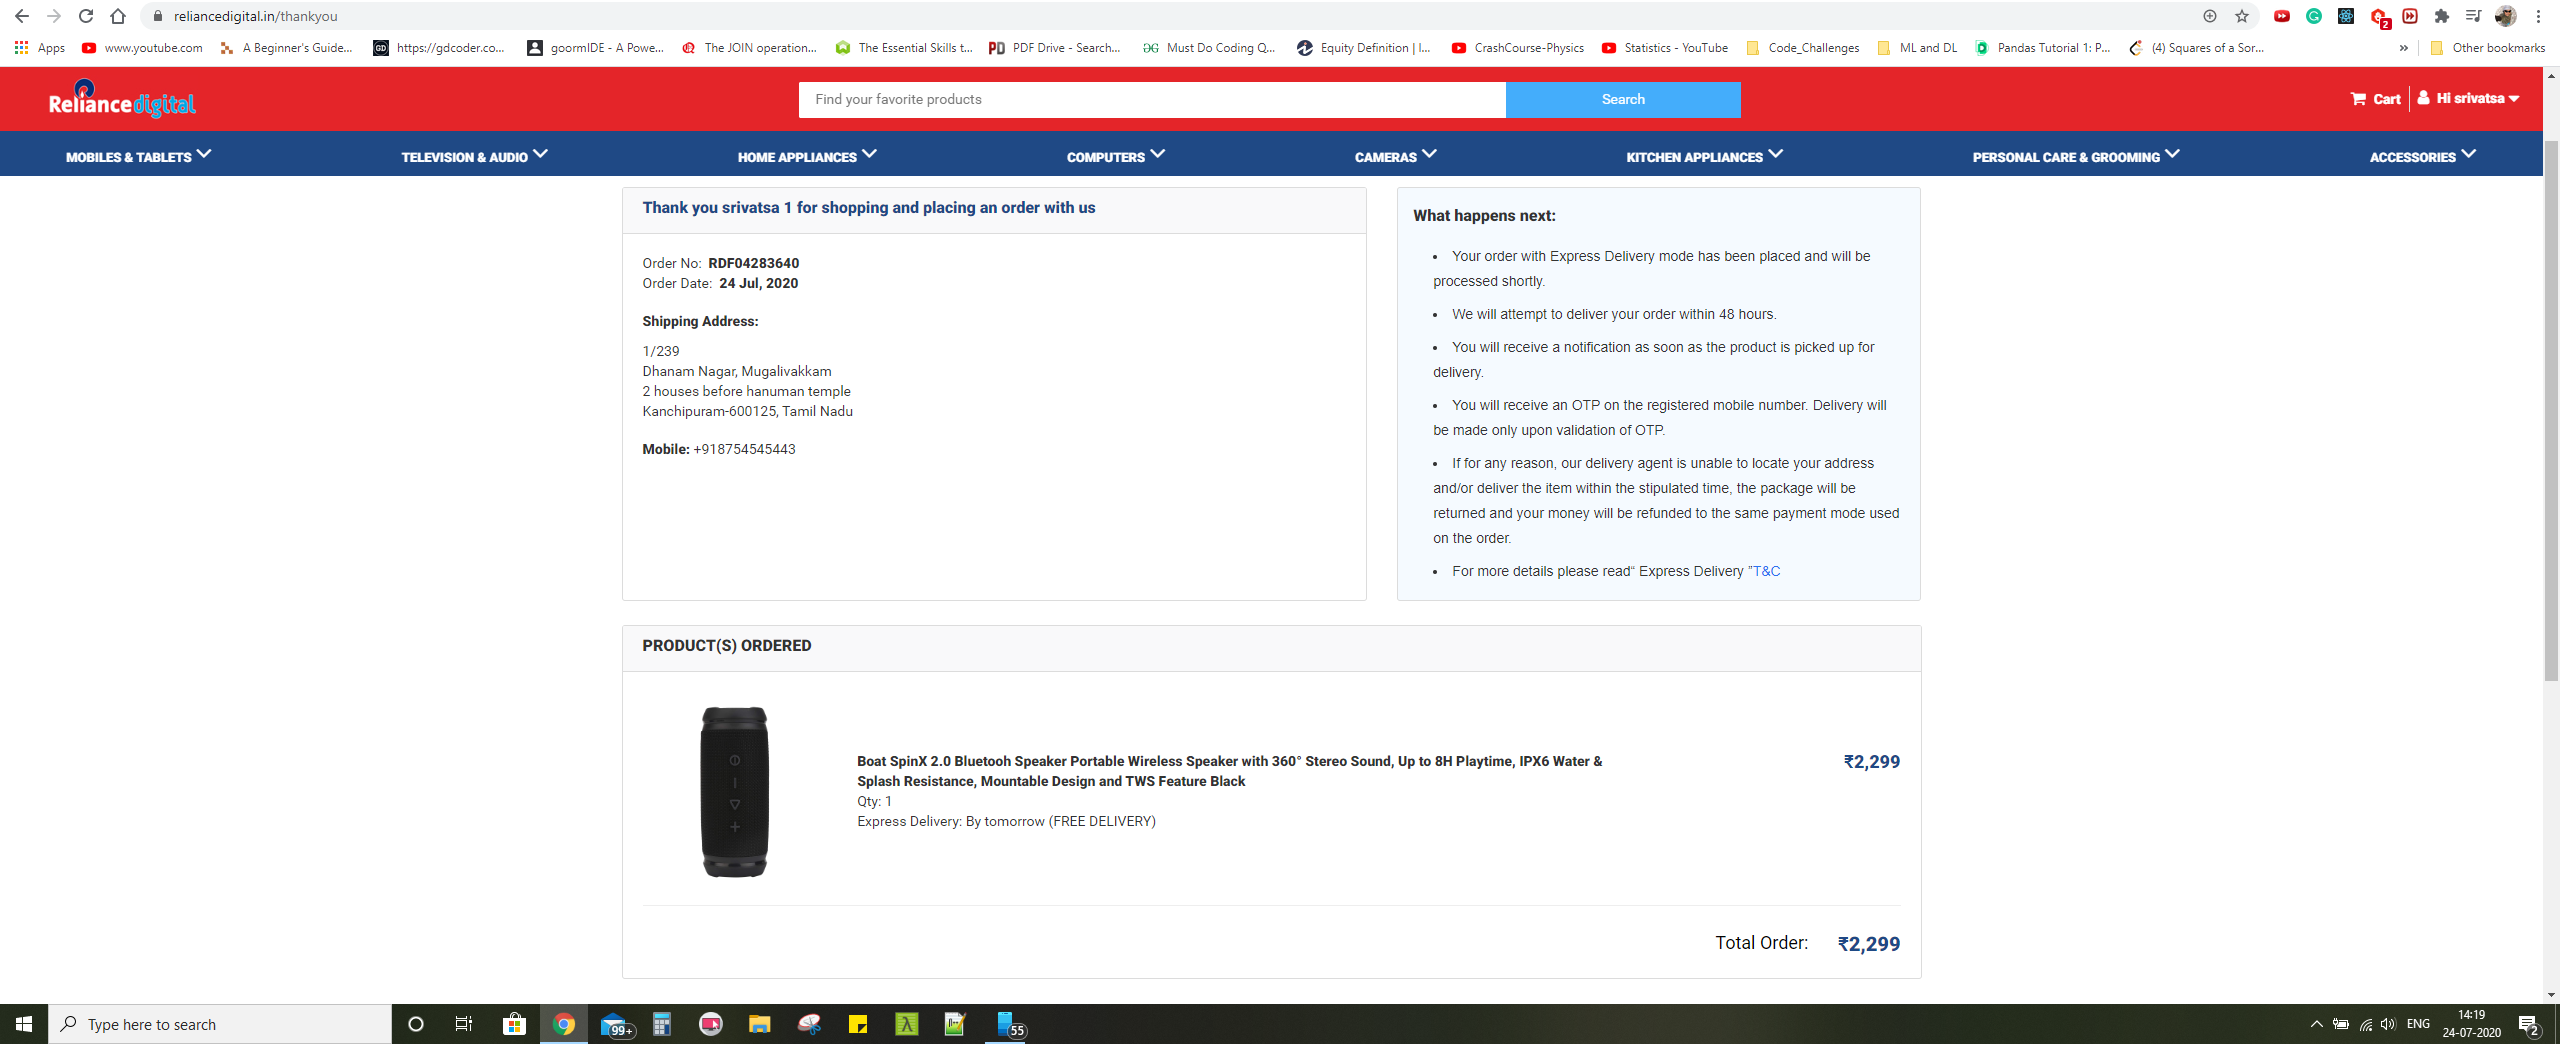 reliancedigital.in/thankyou
2
Apps
www.youtube.com
A Beginner's Guide...
https://gdcoder.co...
goormIDE - A Powe...
The JOIN operation...
The Essential Skills t...
PDF Drive - Search...
Must Do Coding Q...
Equity Definition | I...
CrashCourse-Physics
Statistics - YouTube
Code_Challenges
ML and DL
Pandas Tutorial 1: P...
(4) Squares of a Sor...
»
Other bookmarks
Reliance digital
Find your favorite products
Search
Cart
Hi srivatsa
MOBILES & TABLETS
TELEVISION & AUDIO
HOME APPLIANCES
COMPUTERS
CAMERAS
KITCHEN APPLIANCES
PERSONAL CARE & GROOMING
ACCESSORIES
Thank you srivatsa 1 for shopping and placing an order with us
Order No: RDF04283640
Order Date: 24 Jul, 2020
Shipping Address:
1/239
Dhanam Nagar, Mugalivakkam
2 houses before hanuman temple
Kanchipuram-600125, Tamil Nadu
Mobile: +918754545443
What happens next:
• Your order with Express Delivery mode has been placed and will be
processed shortly.
• We will attempt to deliver your order within 48 hours.
• You will receive a notification as soon as the product is picked up for
delivery.
• You will receive an OTP on the registered mobile number. Delivery will
be made only upon validation of OTP.
• If for any reason, our delivery agent is unable to locate your address
and/or deliver the item within the stipulated time, the package will be
returned and your money will be refunded to the same payment mode used
on the order.
• For more details please read“ Express Delivery ”T&C
PRODUCT(S) ORDERED
Boat SpinX 2.0 Bluetooh Speaker Portable Wireless Speaker with 360° Stereo Sound, Up to 8H Playtime, IPX6 Water &
Splash Resistance, Mountable Design and TWS Feature Black
Qty: 1
Express Delivery: By tomorrow (FREE DELIVERY)
₹2,299
Total Order: ₹2,299
Type here to search
99+
55
ENG
14:19
24-07-2020
2